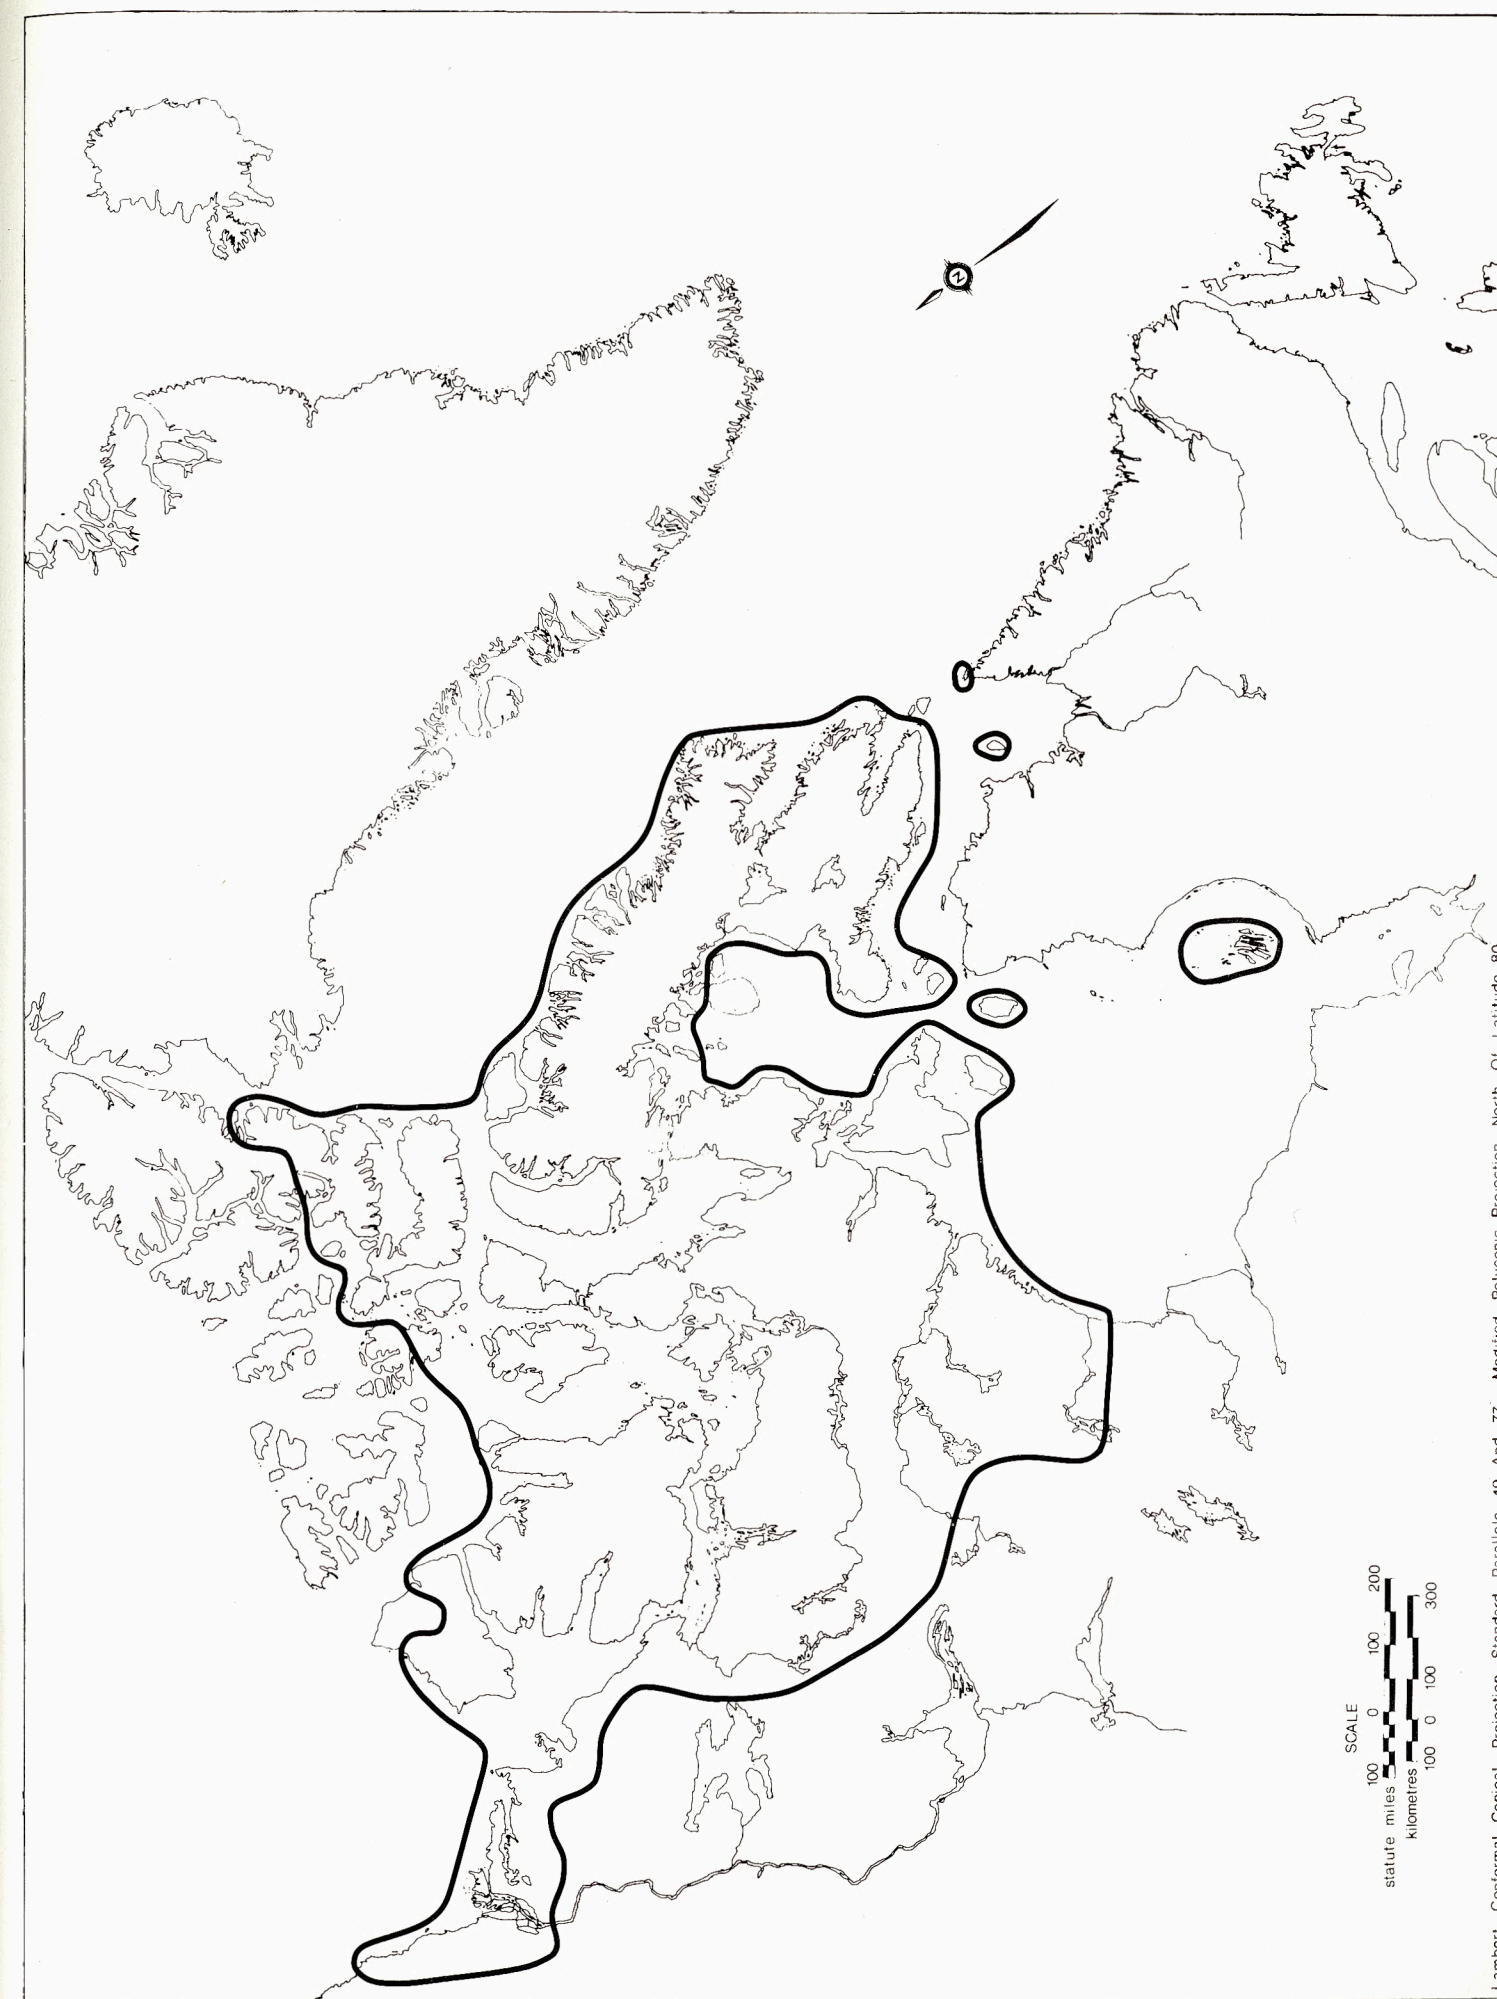 N
SCALE
100 0 100 200
statute miles
kilometres
100 0 100 300
Lambert Conformal Conical Projection Standard Parallels 49 And 77 Modified Polyconic Projection North Of Latitude 80